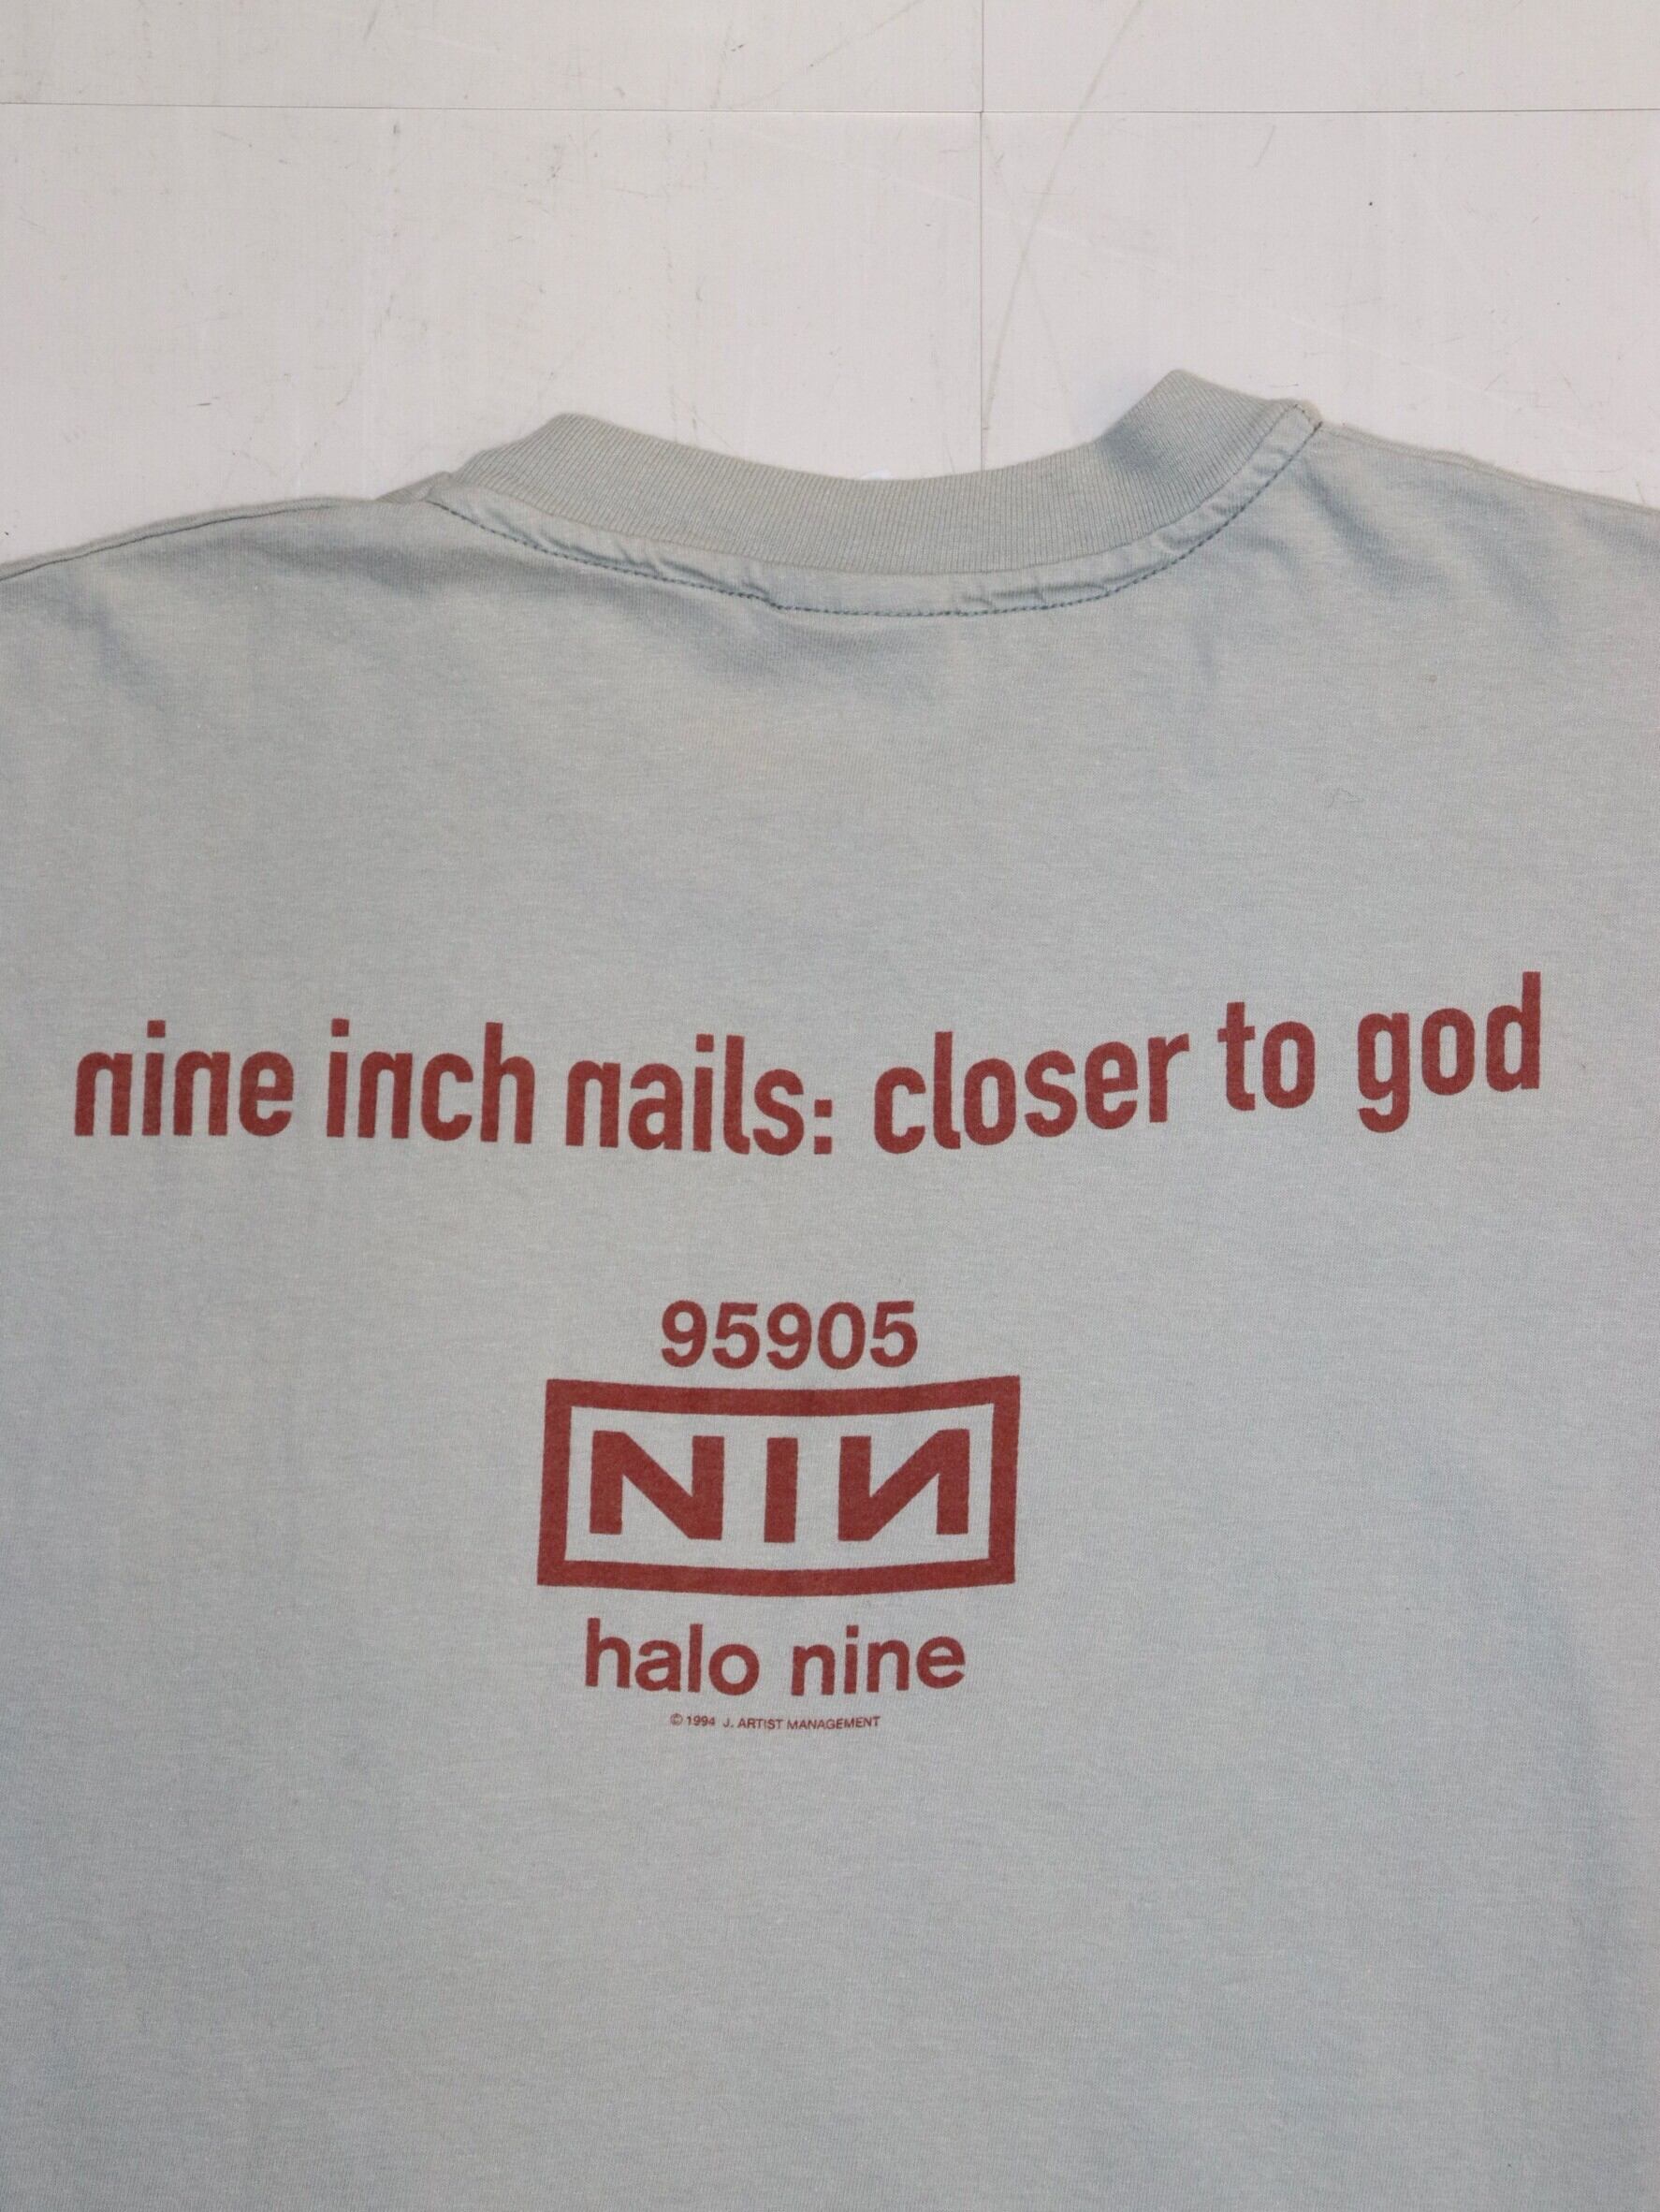 nine inch nails: closer to god
95905
NIN
halo nine
© 1994 J. ARTIST MANAGEMENT